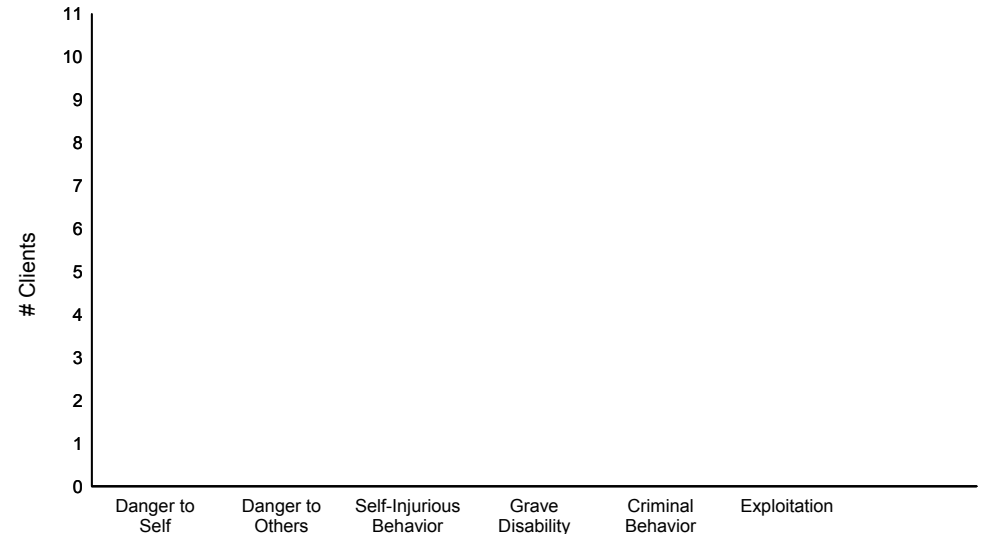 11
10
9
8
7
6
5
4
3
2
1
0
# Clients
Danger to
Self
Danger to
Others
Self-Injurious
Behavior
Grave
Disability
Criminal
Behavior
Exploitation